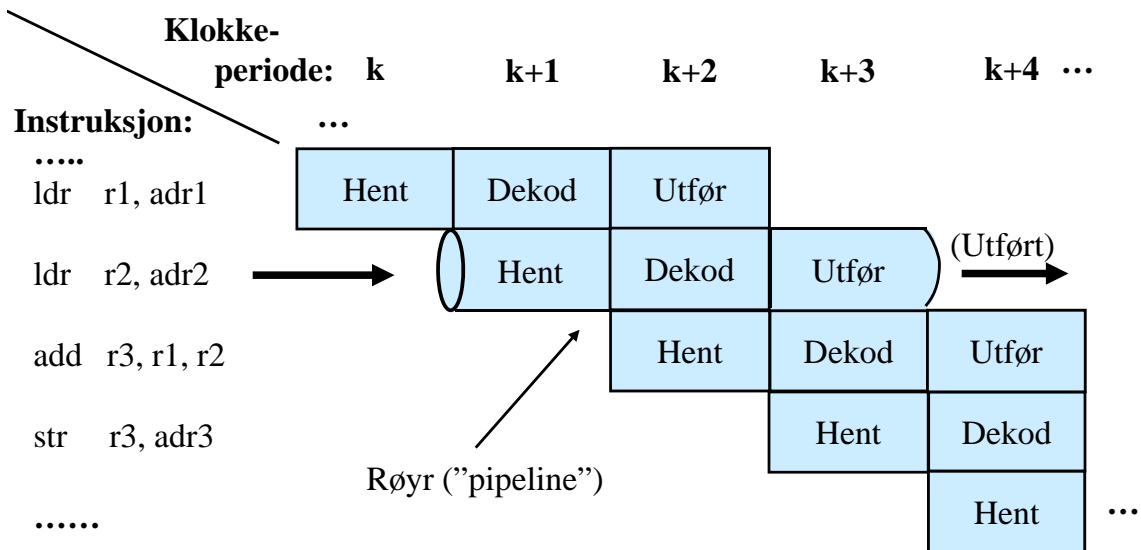 Klokke-
periode: k k+1 k+2 k+3 k+4 …
Instruksjon: …
…..
ldr r1, adr1 Hent Dekod Utfør
ldr r2, adr2 Hent Dekod Utfør (Utført)
add r3, r1, r2 Hent Dekod Utfør
str r3, adr3 Hent Dekod
Røyr (”pipeline”)
…… Hent …